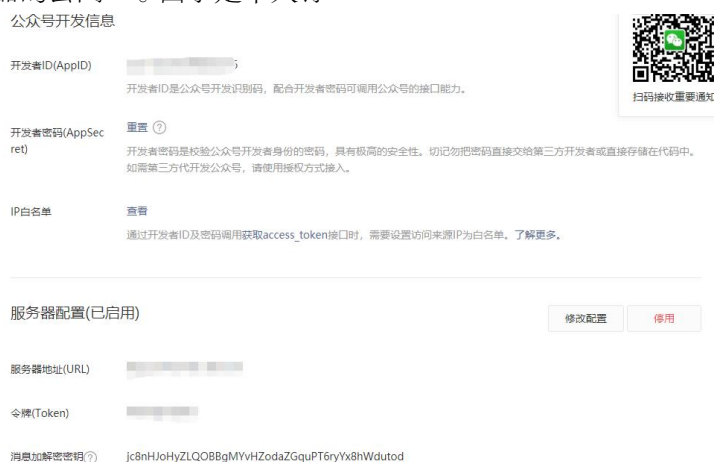 公众号开发信息
开发者ID(AppID)
开发者ID是公众号开发识别码，配合开发者密码可调用公众号的接口能力。
扫码接收重要通知
开发者密码(AppSec
ret)
重置 ?
开发者密码是校验公众号开发者身份的密码，具有极高的安全性。切记勿把密码直接交给第三方开发者或直接存储在代码中。
如需第三方代开发公众号，请使用授权方式接入。
IP白名单
查看
通过开发者ID及密码调用获取access_token接口时，需要设置访问来源IP为白名单。了解更多。
服务器配置(已启用)
修改配置
停用
服务器地址(URL)
令牌(Token)
消息加解密密钥?
jc8nHJoHyZLQOBBgMYvHZodaZGquPT6ryYx8hWdutod